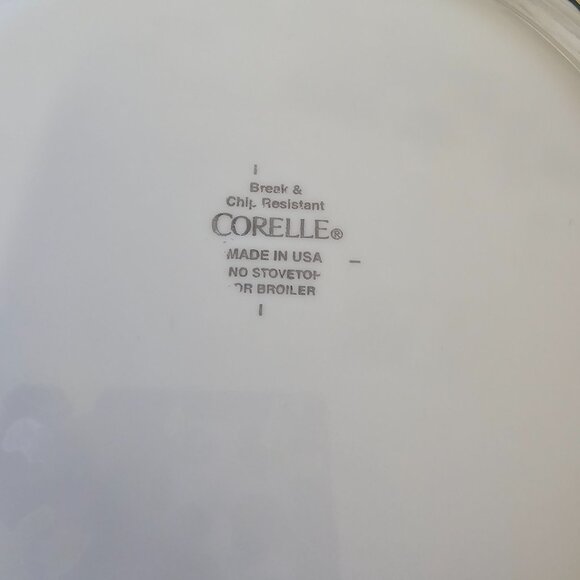 Break &
Chip Resistant
CORELLE®
MADE IN USA
NO STOVETOP
OR BROILER